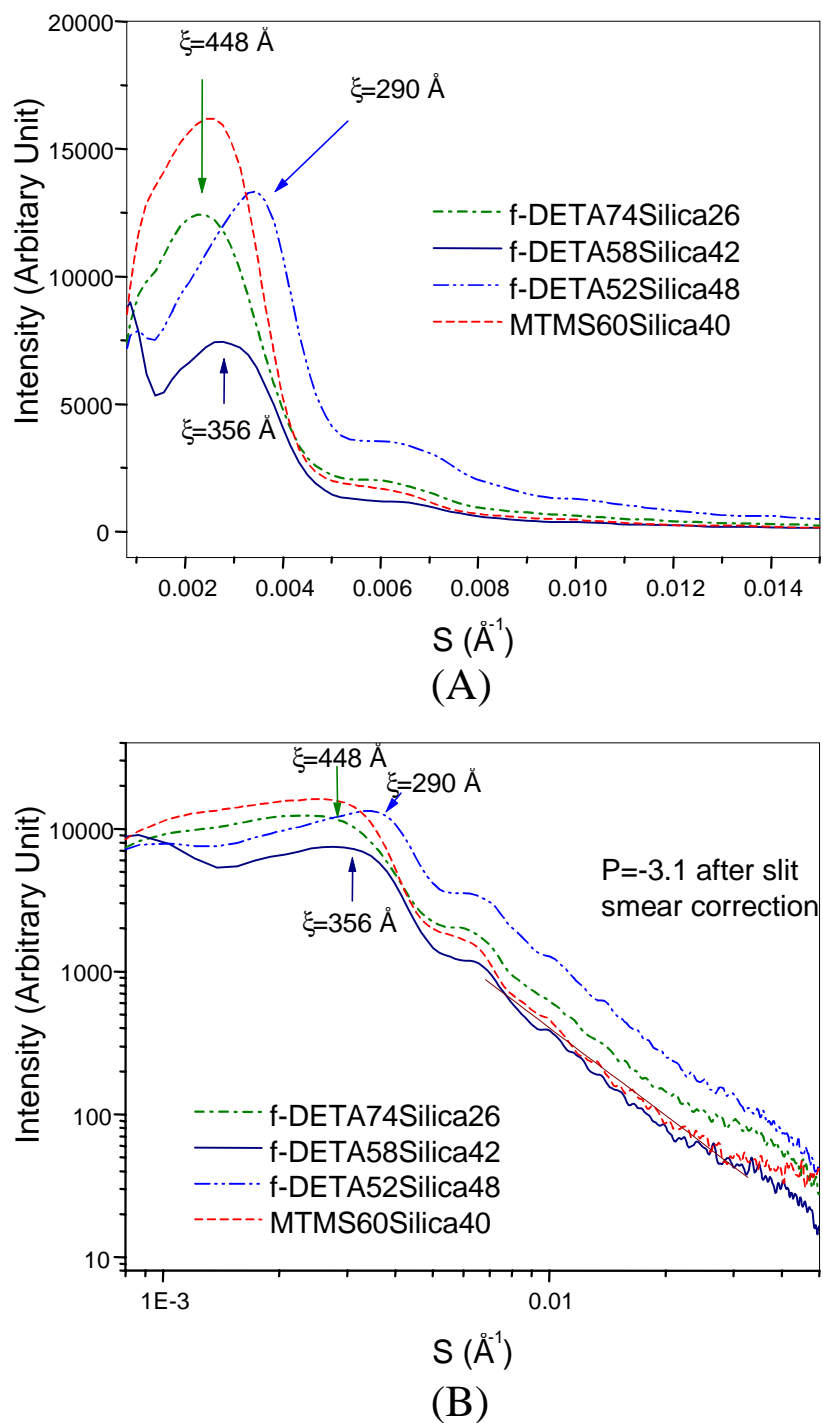 20000
15000
10000
5000
0
Intensity (Arbitary Unit)
ξ=448 Å
ξ=290 Å
ξ=356 Å
f-DETA74Silica26
f-DETA58Silica42
f-DETA52Silica48
MTMS60Silica40
0.002 0.004 0.006 0.008 0.010 0.012 0.014
S (Å-1)
(A)
10000
1000
100
10
Intensity (Arbitrary Unit)
ξ=448 Å
ξ=290 Å
ξ=356 Å
P=-3.1 after slit
smear correction
f-DETA74Silica26
f-DETA58Silica42
f-DETA52Silica48
MTMS60Silica40
1E-3 0.01
S (Å-1)
(B)